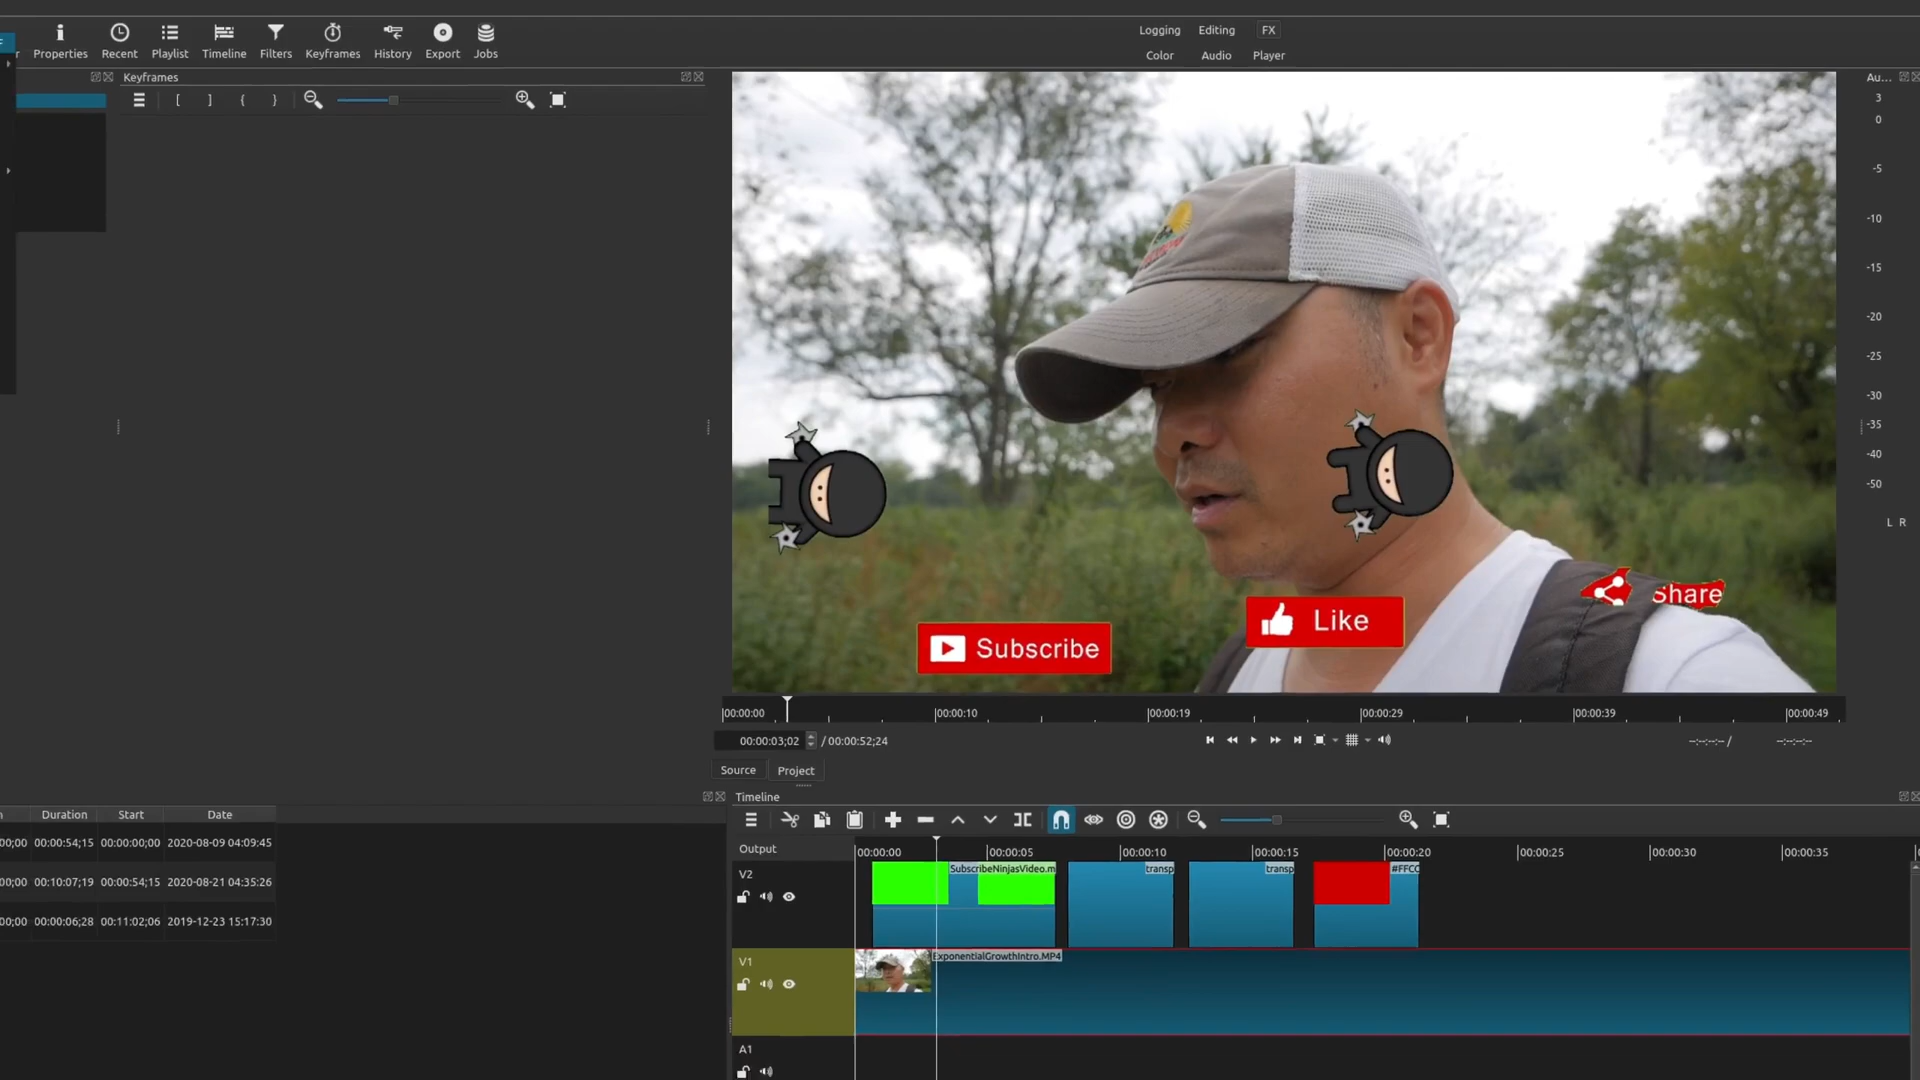 Properties Recent Playlist Timeline Filters Keyframes History Export Jobs
Logging Editing FX
Color Audio Player
Keyframes
Au...
3
0
-5
-10
-15
-20
-25
-30
-35
-40
-45
-50
L R
Share
Like
Subscribe
00:00:00 00:00:10 00:00:19 00:00:29 00:00:39 00:00:49
00:00:03;02 / 00:00:52;24
--:--:--:-- / --:--:--:--
Source Project
Timeline
Duration Start Date
00:00:54;15 00:00:00;00 2020-08-09 04:09:45
00:10:07;19 00:00:54;15 2020-08-21 04:35:26
00:00:06;28 00:11:02;06 2019-12-23 15:17:30
Output
00:00:00 00:00:05 00:00:10 00:00:15 00:00:20 00:00:25 00:00:30 00:00:35
V2
SubscribeNinjasVideo.m transp transp #FFCC
V1
ExponentialGrowthIntro.MP4
A1